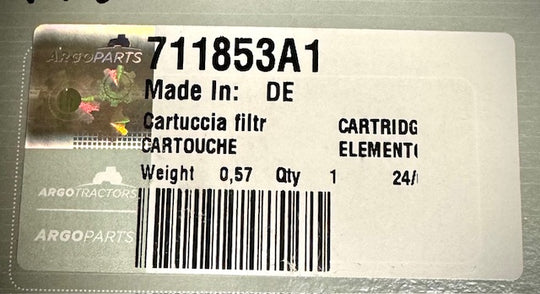 ARGOPARTS
711853A1
Made In: DE
Cartuccia filtr CARTRIDG
CARTOUCHE ELEMENT
Weight 0,57 Qty 1 24/
ARGOTRACTORS
ARGOPARTS